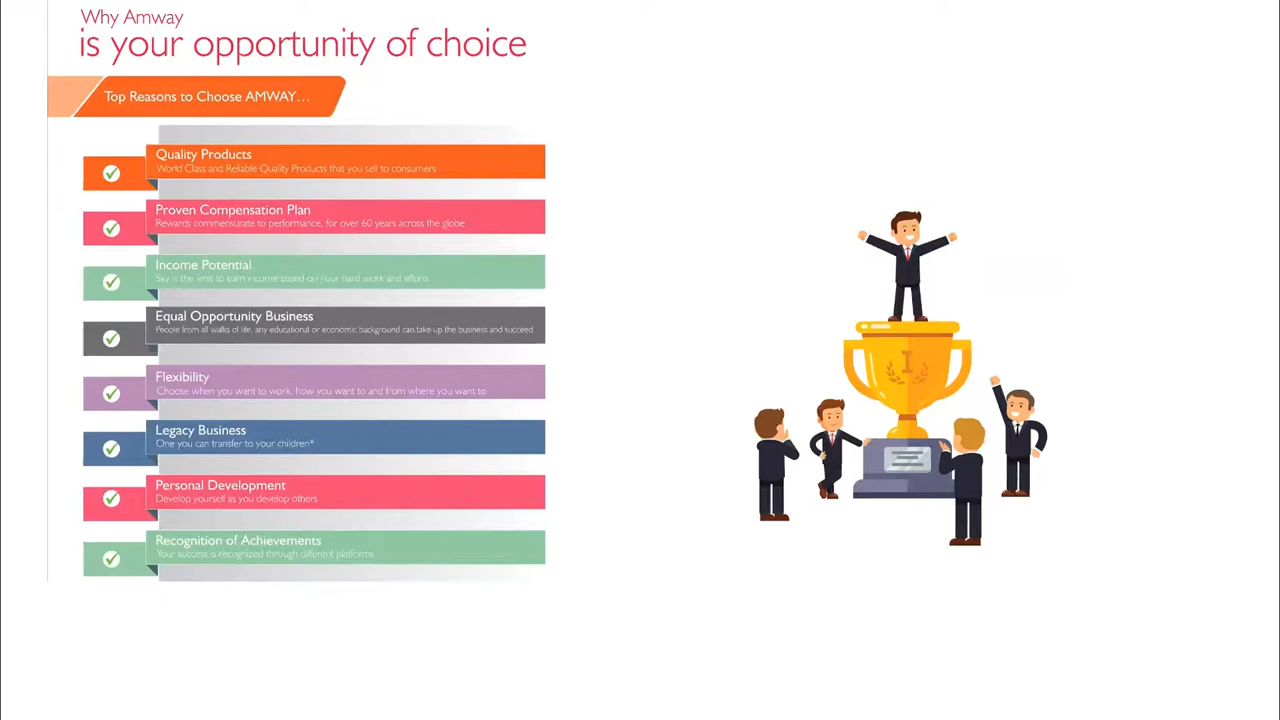 Why Amway
is your opportunity of choice
Top Reasons to Choose AMWAY...
Quality Products
World Class and Reliable Quality Products that you sell to consumers
Proven Compensation Plan
Rewards commensurate to performance, for over 60 years across the globe
Income Potential
Sky is the limit to earn income based on your hard work and efforts
Equal Opportunity Business
People from all walks of life, any educational or economic background can take up the business and succeed
Flexibility
Choose when you want to work, how you want to and from where you want to
Legacy Business
One you can transfer to your children*
Personal Development
Develop yourself as you develop others
Recognition of Achievements
Your success is recognized through different platforms
I